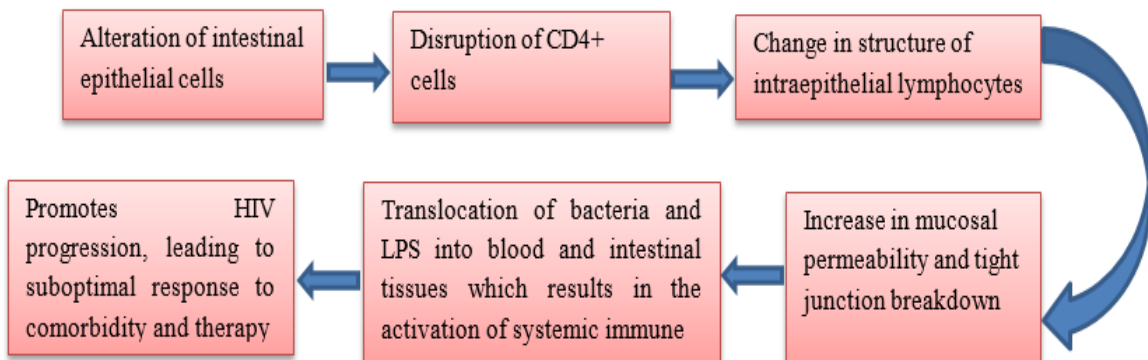 Alteration of intestinal
epithelial cells
Disruption of CD4+
cells
Change in structure of
intraepithelial lymphocytes
Increase in mucosal
permeability and tight
junction breakdown
Translocation of bacteria and
LPS into blood and intestinal
tissues which results in the
activation of systemic immune
Promotes HIV
progression, leading to
suboptimal response to
comorbidity and therapy